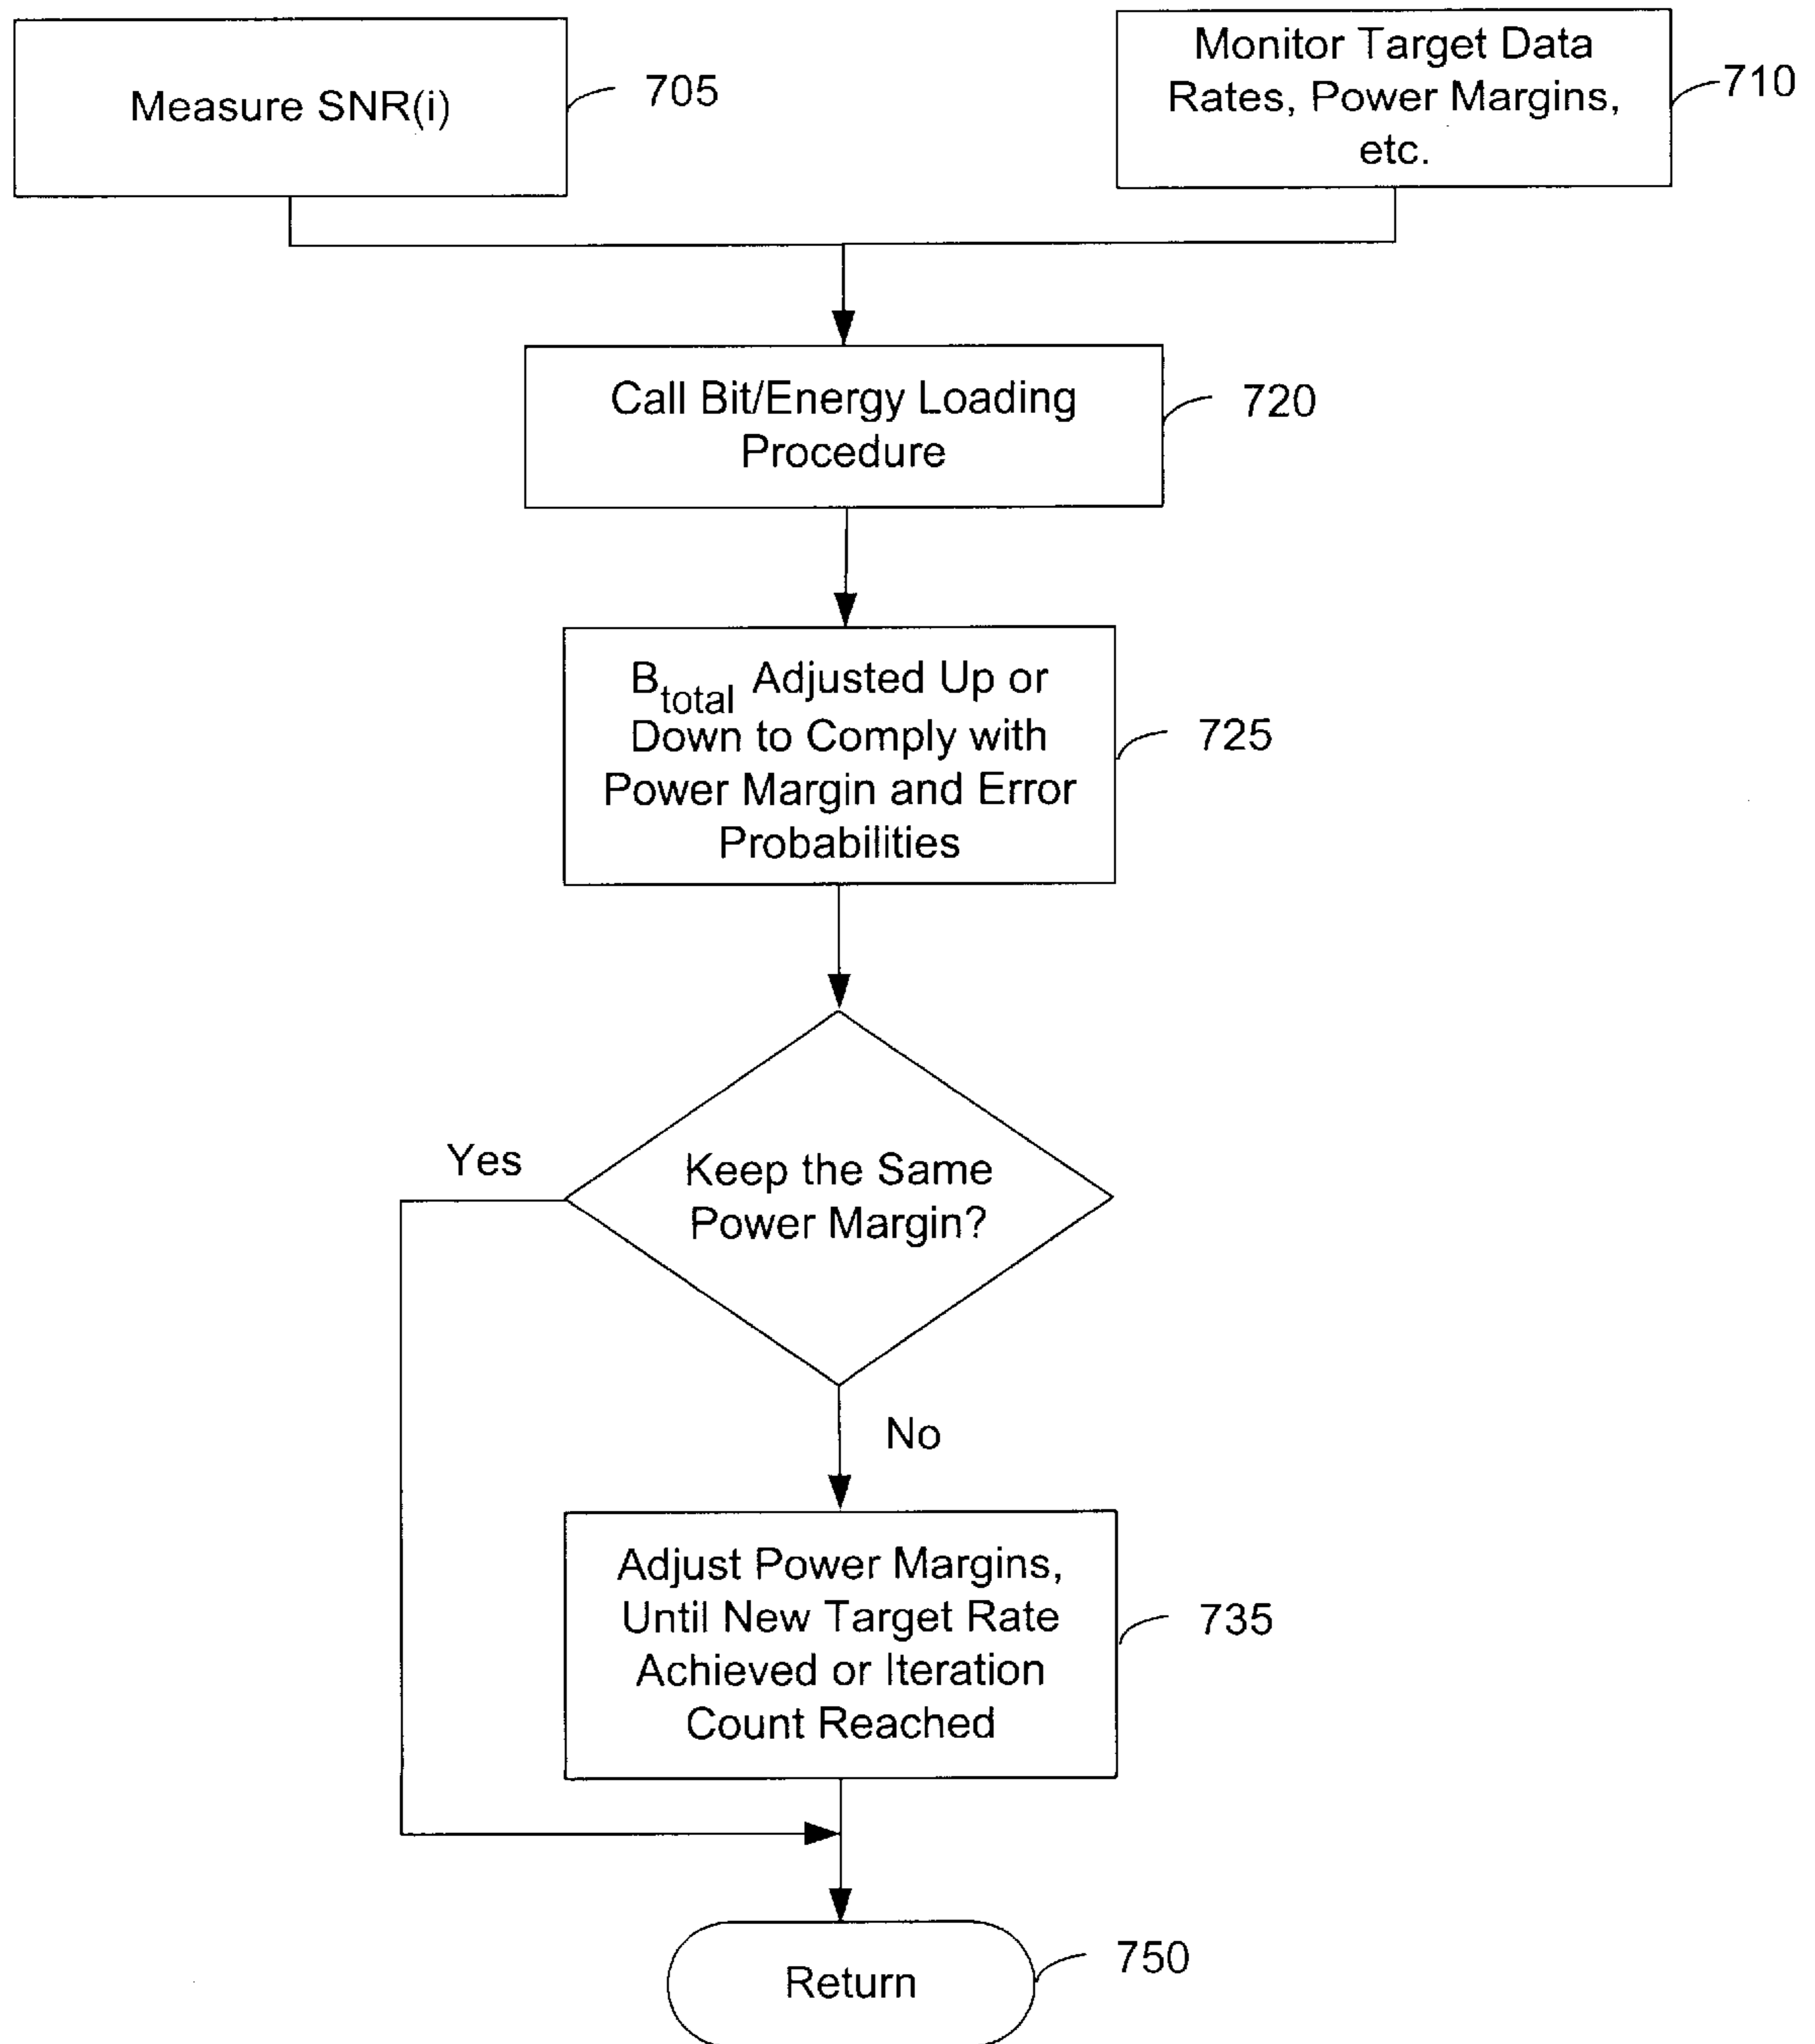 Measure SNR(i)
705
Monitor Target Data
Rates, Power Margins,
etc.
710
Call Bit/Energy Loading
Procedure
720
Btotal Adjusted Up or
Down to Comply with
Power Margin and Error
Probabilities
725
Yes
Keep the Same
Power Margin?
No
Adjust Power Margins,
Until New Target Rate
Achieved or Iteration
Count Reached
735
Return
750